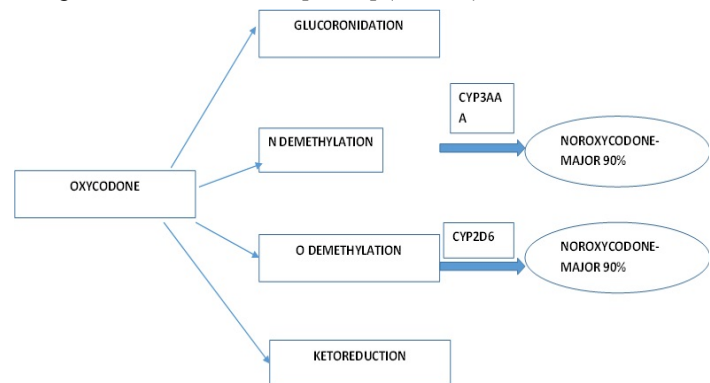 GLUCORONIDATION
CYP3AA
A
N DEMETHYLATION
NOROXYCODONE-
MAJOR 90%
OXYCODONE
CYP2D6
O DEMETHYLATION
NOROXYCODONE-
MAJOR 90%
KETOREDUCTION